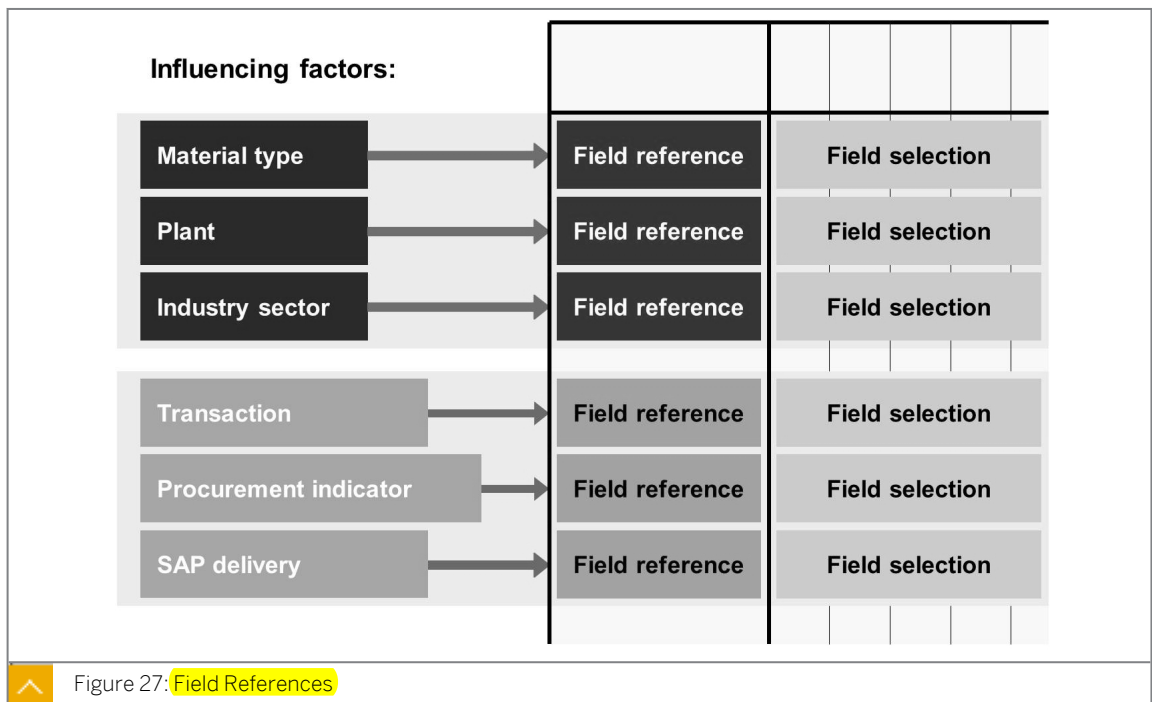 Influencing factors:
Material type Field reference Field selection
Plant Field reference Field selection
Industry sector Field reference Field selection
Transaction Field reference Field selection
Procurement indicator Field reference Field selection
SAP delivery Field reference Field selection
Figure 27: Field References